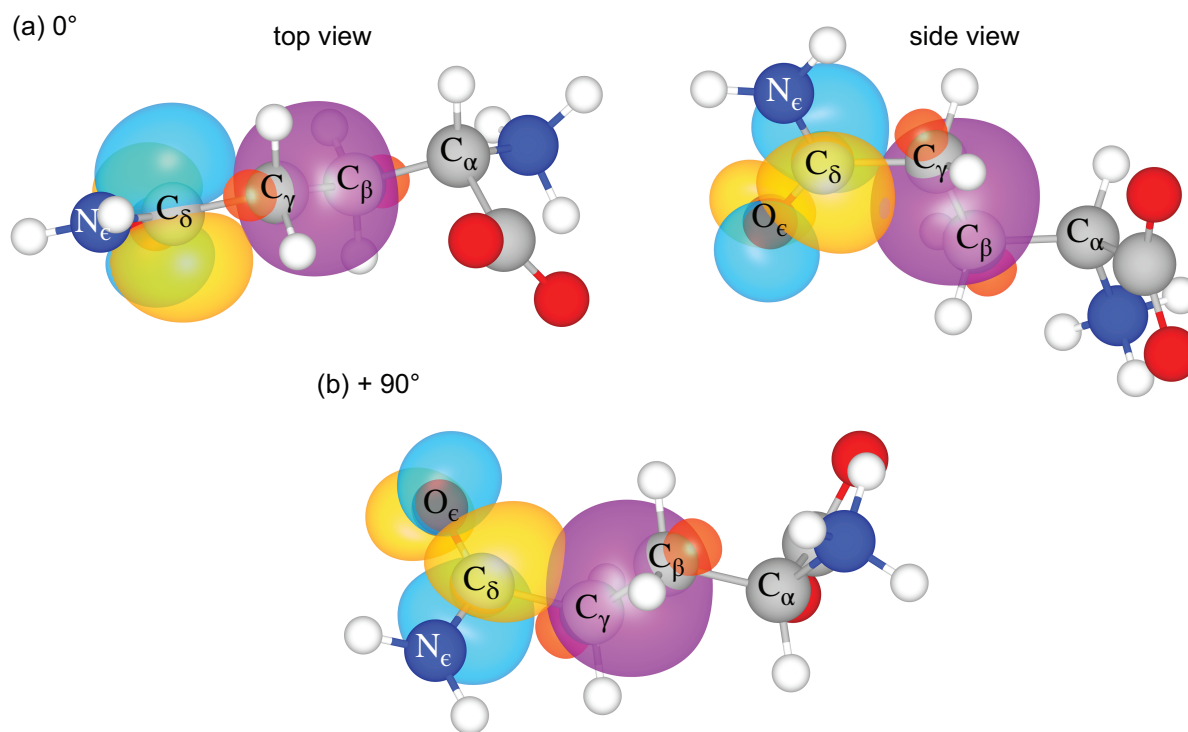 (a) 0°
top view
side view
Nϵ Cδ Cγ Cβ Cα
Nϵ
Cδ Cγ
Oϵ Cβ Cα
(b) + 90°
Oϵ
Cδ Cβ
Cγ Cα
Nϵ